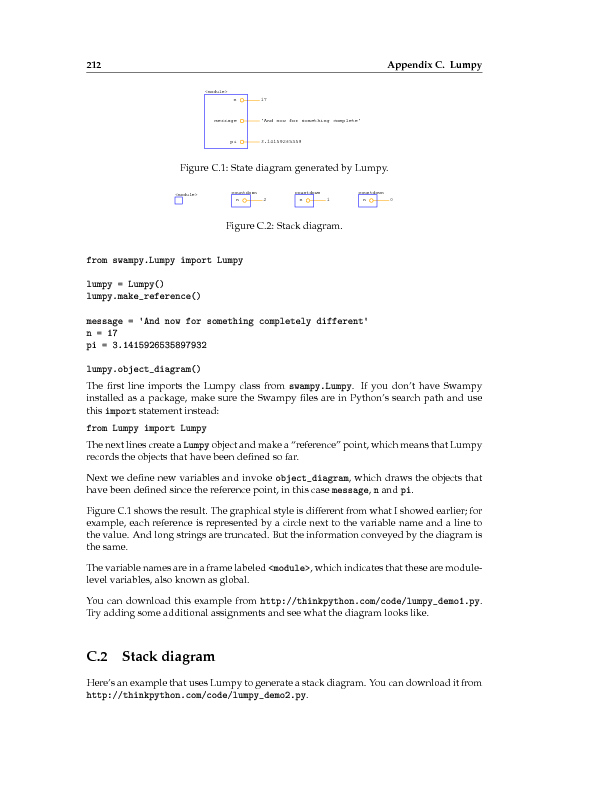 212
Appendix C. Lumpy
<module>
n
17
message
'And now for something complete'
pi
3.14159265359
Figure C.1: State diagram generated by Lumpy.
<module>
countdown
n
2
countdown
n
1
countdown
n
0
Figure C.2: Stack diagram.
from swampy.Lumpy import Lumpy
lumpy = Lumpy()
lumpy.make_reference()
message = 'And now for something completely different'
n = 17
pi = 3.1415926535897932
lumpy.object_diagram()
The first line imports the Lumpy class from swampy.Lumpy. If you don't have Swampy
installed as a package, make sure the Swampy files are in Python's search path and use
this import statement instead:
from Lumpy import Lumpy
The next lines create a Lumpy object and make a “reference” point, which means that Lumpy
records the objects that have been defined so far.
Next we define new variables and invoke object_diagram, which draws the objects that
have been defined since the reference point, in this case message, n and pi.
Figure C.1 shows the result. The graphical style is different from what I showed earlier; for
example, each reference is represented by a circle next to the variable name and a line to
the value. And long strings are truncated. But the information conveyed by the diagram is
the same.
The variable names are in a frame labeled <module>, which indicates that these are module-
level variables, also known as global.
You can download this example from http://thinkpython.com/code/lumpy_demo1.py.
Try adding some additional assignments and see what the diagram looks like.
C.2 Stack diagram
Here's an example that uses Lumpy to generate a stack diagram. You can download it from
http://thinkpython.com/code/lumpy_demo2.py.